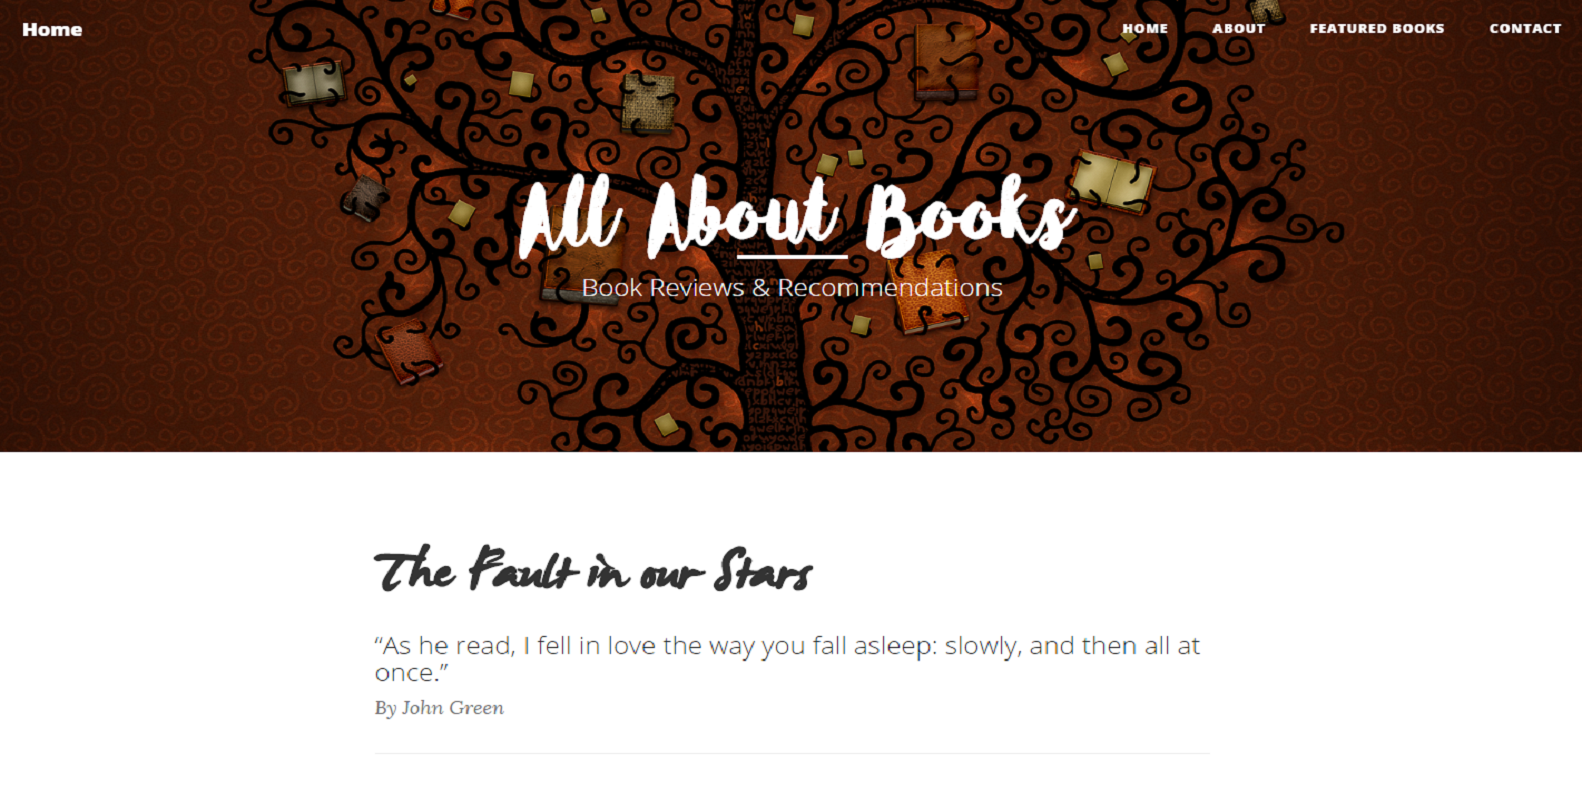 Home
HOME ABOUT FEATURED BOOKS CONTACT
All About Books
Book Reviews & Recommendations
The Fault in our Stars
“As he read, I fell in love the way you fall asleep: slowly, and then all at
once.”
By John Green